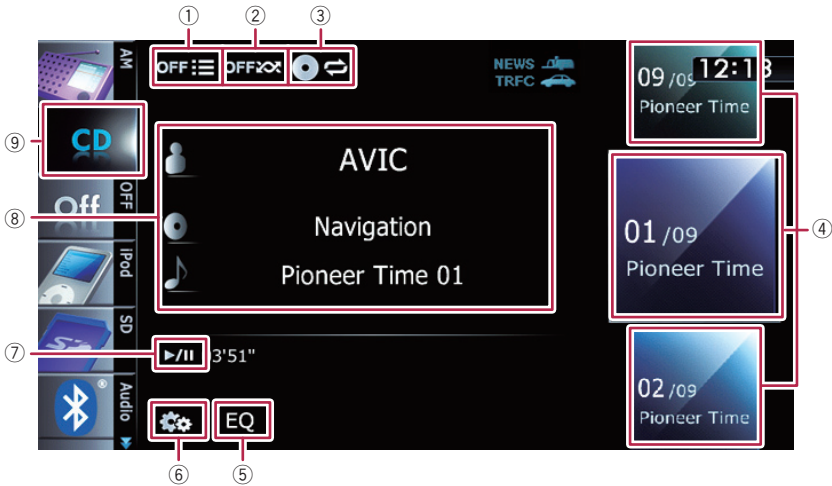 ① ② ③
AM
OFF OFF
NEWS
TRFC
09/09 12:13
Pioneer Time
⑨ CD
AVIC
④
Off OFF
⑧
Navigation
01/09
Pioneer Time
iPod
Pioneer Time 01
SD
⑦
3'51"
02/09
Pioneer Time
Audio
EQ
⑥ ⑤